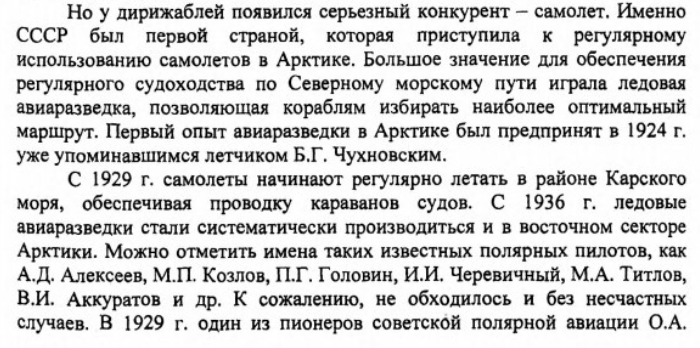 Но у дирижаблей появился серьезный конкурент – самолет. Именно
СССР был первой страной, которая приступила к регулярному
использованию самолетов в Арктике. Большое значение для обеспечения
регулярного судоходства по Северному морскому пути играла ледовая
авиаразведка, позволяющая кораблям избирать наиболее оптимальный
маршрут. Первый опыт авиаразведки в Арктике был предпринят в 1924 г.
уже упоминавшимся летчиком Б.Г. Чухновским.
С 1929 г. самолеты начинают регулярно летать в районе Карского
моря, обеспечивая проводку караванов судов. С 1936 г. ледовые
авиаразведки стали систематически производиться и в восточном секторе
Арктики. Можно отметить имена таких известных полярных пилотов, как
А.Д. Алексеев, М.П. Козлов, П.Г. Головин, И.И. Черевичный, М.А. Титлов,
В.И. Аккуратов и др. К сожалению, не обходилось и без несчастных
случаев. В 1929 г. один из пионеров советской полярной авиации О.А.